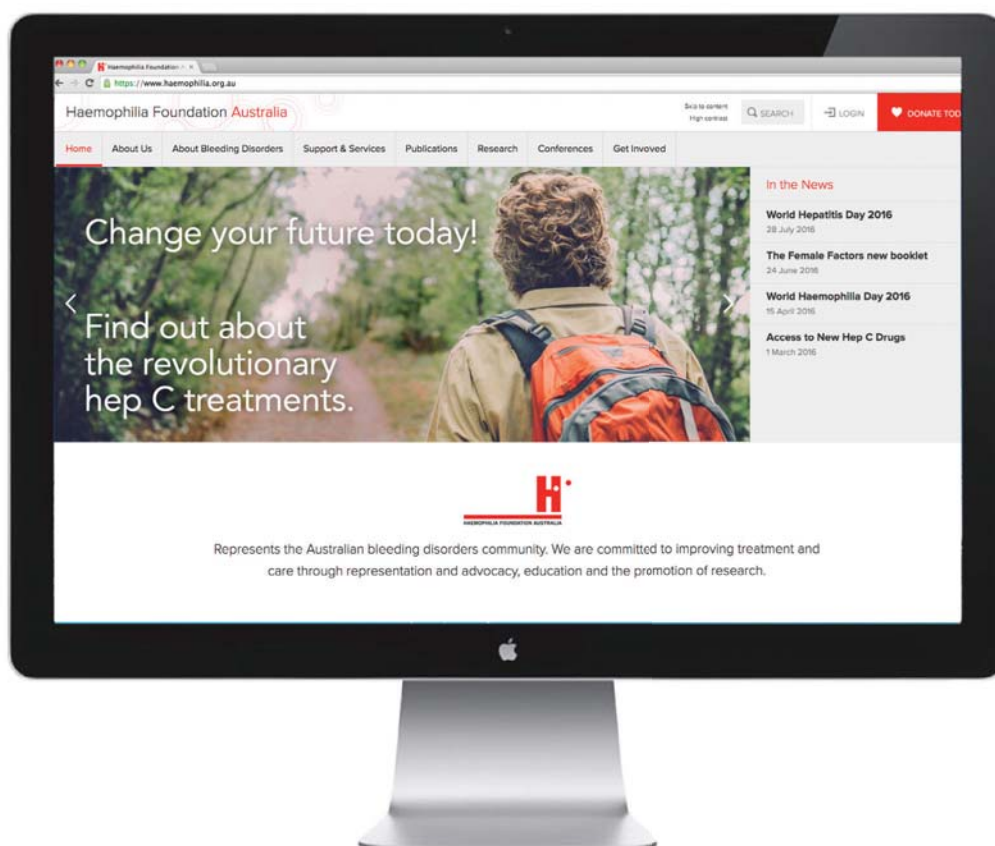 Haemophilia Foundation A ×
https://www.haemophilia.org.au
Haemophilia Foundation Australia
Skip to content
High contrast
SEARCH
LOGIN
DONATE TOD
Home About Us About Bleeding Disorders Support & Services Publications Research Conferences Get Invoved
Change your future today!
Find out about
the revolutionary
hep C treatments.
In the News
World Hepatitis Day 2016
28 July 2016
The Female Factors new booklet
24 June 2016
World Haemophilia Day 2016
15 April 2016
Access to New Hep C Drugs
1 March 2016
H
HAEMOPHILIA FOUNDATION AUSTRALIA
Represents the Australian bleeding disorders community. We are committed to improving treatment and
care through representation and advocacy, education and the promotion of research.